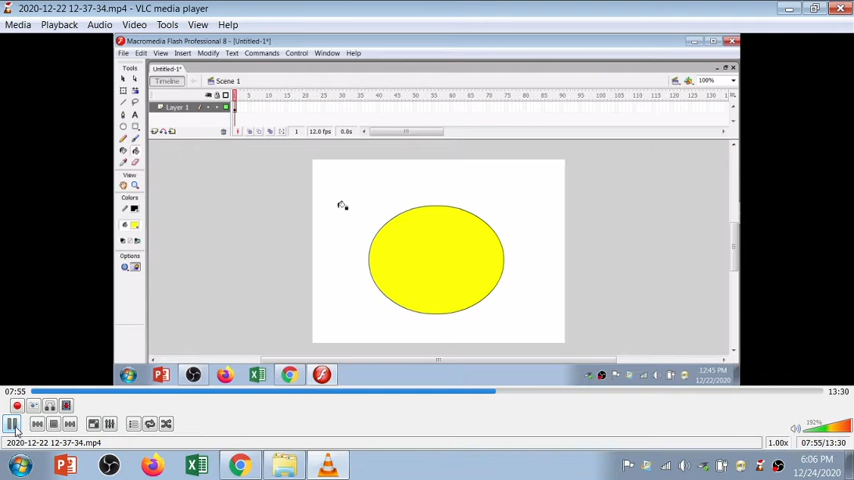 2020-12-22 12-37-34.mp4 - VLC media player
Media Playback Audio Video Tools View Help
Macromedia Flash Professional 8 - [Untitled-1*]
File Edit View Insert Modify Text Commands Control Window Help
Tools
Untitled-1*
Timeline
Scene 1
100%
5 10 15 20 25 30 35 40 45 50 55 60 65 70 75 80 85 90 95 100 105 110 115 120 125 1
Layer 1
1 12.0 fps 0.0s
View
Colors
Options
12:45 PM
12/22/2020
07:55
13:30
192%
2020-12-22 12-37-34.mp4
1.00x
07:55/13:30
6:06 PM
12/24/2020